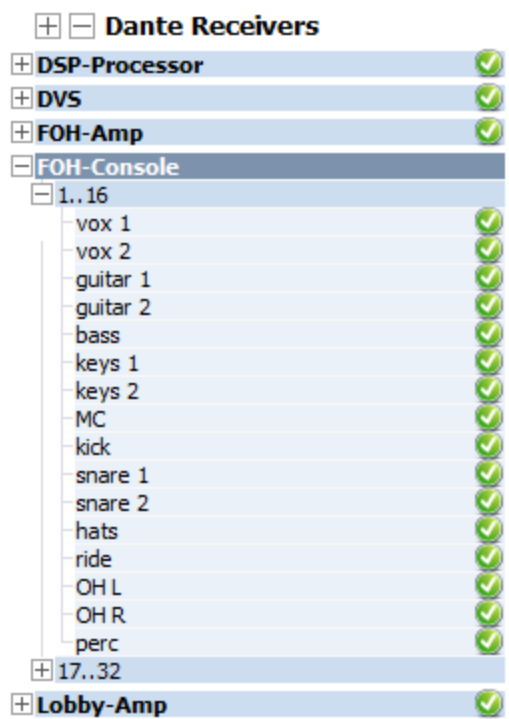 Dante Receivers
DSP-Processor
DVS
FOH-Amp
FOH-Console
1..16
vox 1
vox 2
guitar 1
guitar 2
bass
keys 1
keys 2
MC
kick
snare 1
snare 2
hats
ride
OH L
OH R
perc
17..32
Lobby-Amp